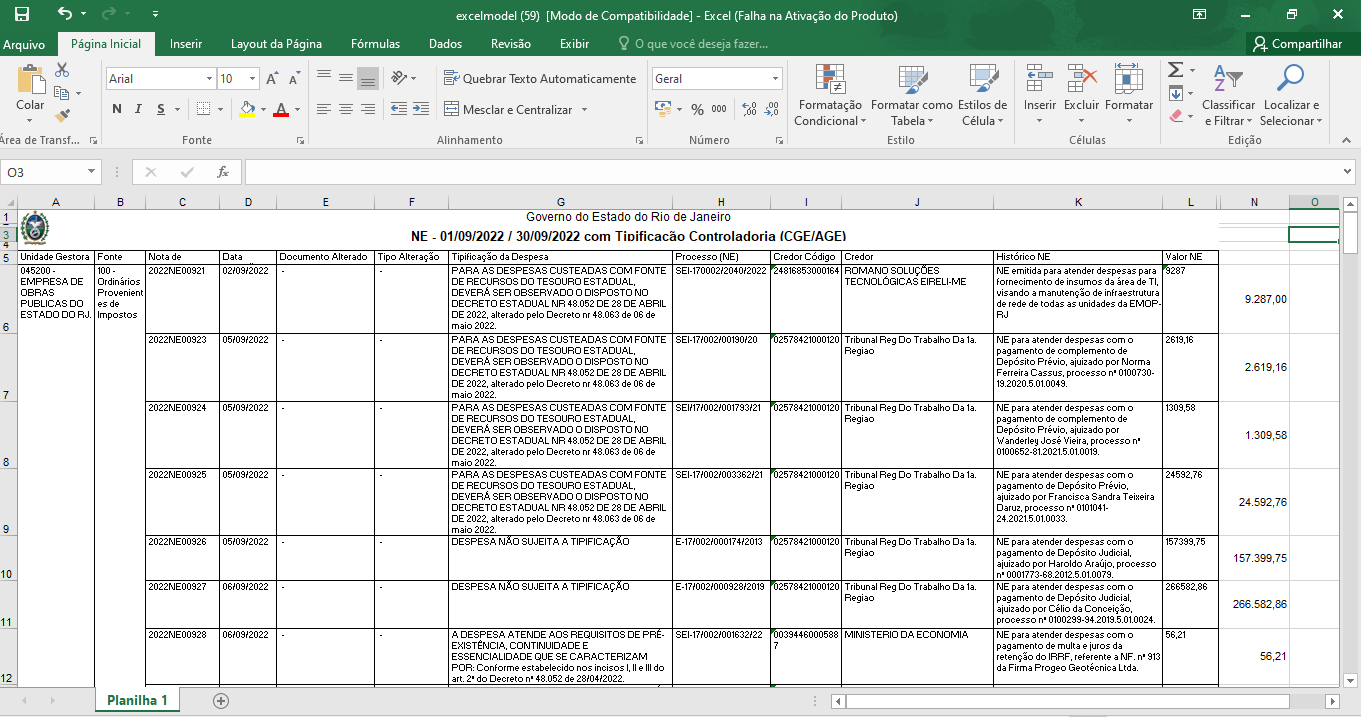 excelmodel (59) [Modo de Compatibilidade] - Excel (Falha na Ativação do Produto)
Arquivo
Página Inicial
Inserir
Layout da Página
Fórmulas
Dados
Revisão
Exibir
O que você deseja fazer...
Compartilhar
Colar
Arial
10
N I S
A
Quebrar Texto Automaticamente
Mesclar e Centralizar
Geral
% 000
Formatação
Condicional
Formatar como
Tabela
Estilos de
Célula
Inserir
Excluir
Formatar
Classificar
e Filtrar
Localizar e
Selecionar
Área de Transf...
Fonte
Alinhamento
Número
Estilo
Células
Edição
O3
fx
A B C D E F G H I J K L N O
1
Governo do Estado do Rio de Janeiro
3
NE - 01/09/2022 / 30/09/2022 com Tipificação Controladoria (CGE/AGE)
4
5
Unidade Gestora
Fonte
Nota de
Data
Documento Alterado
Tipo Alteração
Tipificação da Despesa
Processo (NE)
Credor Código
Credor
Histórico NE
Valor NE
6
045200 -
EMPRESA DE
OBRAS
PUBLICAS DO
ESTADO DO RJ.
100 -
Ordinários
Provenient
es de
Impostos
2022NE00921
02/09/2022
-
-
PARA AS DESPESAS CUSTEADAS COM FONTE
DE RECURSOS DO TESOURO ESTADUAL,
DEVERÁ SER OBSERVADO O DISPOSTO NO
DECRETO ESTADUAL NR 48.052 DE 28 DE ABRIL
DE 2022, alterado pelo Decreto nr 48.063 de 06 de
maio 2022.
SEI-170002/2040/2022
24816853000164
ROMANO SOLUÇÕES
TECNOLÓGICAS EIRELI-ME
NE emitida para atender despesas para
fornecimento de insumos da área de TI,
visando a manutenção de infraestrutura
de rede de todas as unidades da EMOP-
RJ
9287
9.287,00
7
2022NE00923
05/09/2022
-
-
PARA AS DESPESAS CUSTEADAS COM FONTE
DE RECURSOS DO TESOURO ESTADUAL,
DEVERÁ SER OBSERVADO O DISPOSTO NO
DECRETO ESTADUAL NR 48.052 DE 28 DE ABRIL
DE 2022, alterado pelo Decreto nr 48.063 de 06 de
maio 2022.
SEI-17/002/00190/20
02578421000120
Tribunal Reg Do Trabalho Da 1a.
Regiao
NE para atender despesas com o
pagamento de complemento de
Depósito Prévio, ajuizado por Norma
Ferreira Cassus, processo nº 0100730-
19.2020.5.01.0049.
2619,16
2.619,16
8
2022NE00924
05/09/2022
-
-
PARA AS DESPESAS CUSTEADAS COM FONTE
DE RECURSOS DO TESOURO ESTADUAL,
DEVERÁ SER OBSERVADO O DISPOSTO NO
DECRETO ESTADUAL NR 48.052 DE 28 DE ABRIL
DE 2022, alterado pelo Decreto nr 48.063 de 06 de
maio 2022.
SEI/17/002/001793/21
02578421000120
Tribunal Reg Do Trabalho Da 1a.
Regiao
NE para atender despesas com o
pagamento de complemento de
Depósito Prévio, ajuizado por
Wanderley José Vieira, processo nº
0100652-81.2021.5.01.0019.
1309,58
1.309,58
9
2022NE00925
05/09/2022
-
-
PARA AS DESPESAS CUSTEADAS COM FONTE
DE RECURSOS DO TESOURO ESTADUAL,
DEVERÁ SER OBSERVADO O DISPOSTO NO
DECRETO ESTADUAL NR 48.052 DE 28 DE ABRIL
DE 2022, alterado pelo Decreto nr 48.063 de 06 de
maio 2022.
SEI-17/002/003362/21
02578421000120
Tribunal Reg Do Trabalho Da 1a.
Regiao
NE para atender despesas com o
pagamento de Depósito Prévio,
ajuizado por Francisca Sandra Teixeira
Daruz, processo nº 0101041-
24.2021.5.01.0033.
24592,76
24.592,76
10
2022NE00926
05/09/2022
-
-
DESPESA NÃO SUJEITA A TIPIFICAÇÃO
E-17/002/000174/2013
02578421000120
Tribunal Reg Do Trabalho Da 1a.
Regiao
NE para atender despesas com o
pagamento de Depósito Judicial,
ajuizado por Haroldo Araújo, processo
nº 0001773-68.2012.5.01.0079.
157399,75
157.399,75
11
2022NE00927
06/09/2022
-
-
DESPESA NÃO SUJEITA A TIPIFICAÇÃO
E-17/002/000928/2019
02578421000120
Tribunal Reg Do Trabalho Da 1a.
Regiao
NE para atender despesas com o
pagamento de Depósito Judicial,
ajuizado por Célio da Conceição,
processo nº 0100299-94.2019.5.01.0024.
266582,86
266.582,86
12
2022NE00928
06/09/2022
-
-
A DESPESA ATENDE AOS REQUISITOS DE PRÉ-
EXISTÊNCIA, CONTINUIDADE E
ESSENCIALIDADE QUE SE CARACTERIZAM
POR: Conforme estabelecido nos incisos I, II e III do
art. 2º do Decreto nº 48.052 de 28/04/2022.
SEI-17/002/001632/22
0039446000588
7
MINISTERIO DA ECONOMIA
NE para atender despesas com o
pagamento de multa e juros da
retenção do IRRF, referente a NF. nº 913
da Firma Progeo Geotécnica Ltda.
56,21
56,21
Planilha 1